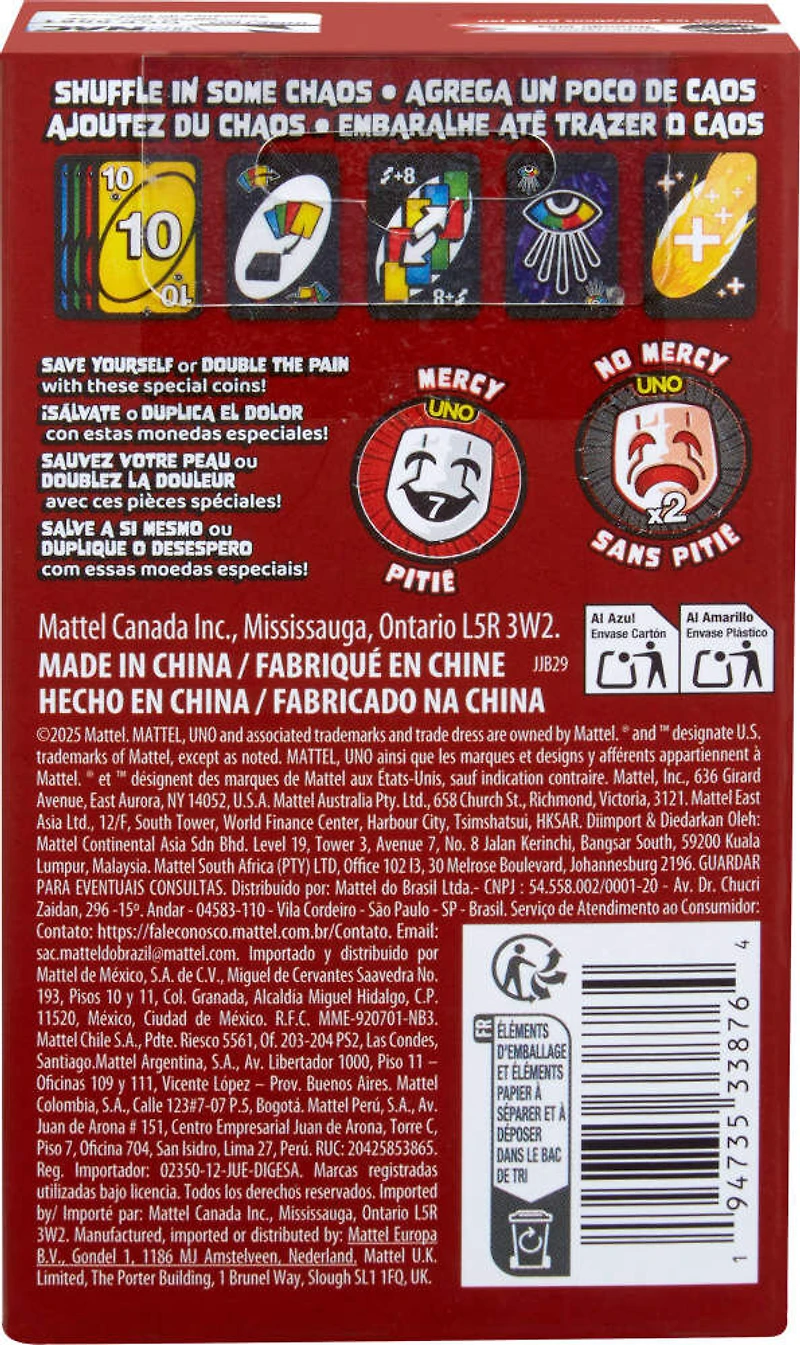 SHUFFLE IN SOME CHAOS • AGREGA UN POCO DE CAOS
AJOUTEZ DU CHAOS • EMBARALHE ATÉ TRAZER O CAOS
10
10
10
+8
8+
SAVE YOURSELF or DOUBLE THE PAIN
with these special coins!
¡SÁLVATE o DUPLICA EL DOLOR
con estas monedas especiales!
SAUVEZ VOTRE PEAU ou
DOUBLEZ LA DOULEUR
avec ces pièces spéciales!
SALVE A SI MESMO ou
DUPLIQUE O DESESPERO
com essas moedas especiais!
MERCY
UNO
7
PITIÉ
NO MERCY
UNO
x2
SANS PITIÉ
Mattel Canada Inc., Mississauga, Ontario L5R 3W2.
MADE IN CHINA / FABRIQUÉ EN CHINE JJB29
HECHO EN CHINA / FABRICADO NA CHINA
Al Azul
Envase Cartón
Al Amarillo
Envase Plástico
©2025 Mattel. MATTEL, UNO and associated trademarks and trade dress are owned by Mattel. ® and ™ designate U.S.
trademarks of Mattel, except as noted. MATTEL, UNO ainsi que les marques et designs y afférents appartiennent à
Mattel. ® et ™ désignent des marques de Mattel aux États-Unis, sauf indication contraire. Mattel, Inc., 636 Girard
Avenue, East Aurora, NY 14052, U.S.A. Mattel Australia Pty. Ltd., 658 Church St., Richmond, Victoria, 3121. Mattel East
Asia Ltd., 12/F, South Tower, World Finance Center, Harbour City, Tsimshatsui, HKSAR. Diimport & Diedarkan Oleh:
Mattel Continental Asia Sdn Bhd. Level 19, Tower 3, Avenue 7, No. 8 Jalan Kerinchi, Bangsar South, 59200 Kuala
Lumpur, Malaysia. Mattel South Africa (PTY) LTD, Office 102 I3, 30 Melrose Boulevard, Johannesburg 2196. GUARDAR
PARA EVENTUAIS CONSULTAS. Distribuído por: Mattel do Brasil Ltda.- CNPJ : 54.558.002/0001-20 - Av. Dr. Chucri
Zaidan, 296 -15º. Andar - 04583-110 - Vila Cordeiro - São Paulo - SP - Brasil. Serviço de Atendimento ao Consumidor:
Contato: https://faleconosco.mattel.com.br/Contato. Email:
sac.matteldobrazil@mattel.com. Importado y distribuido por
Mattel de México, S.A. de C.V., Miguel de Cervantes Saavedra No.
193, Pisos 10 y 11, Col. Granada, Alcaldía Miguel Hidalgo, C.P.
11520, México, Ciudad de México. R.F.C. MME-920701-NB3.
Mattel Chile S.A., Pdte. Riesco 5561, Of. 203-204 PS2, Las Condes,
Santiago.Mattel Argentina, S.A., Av. Libertador 1000, Piso 11 –
Oficinas 109 y 111, Vicente López – Prov. Buenos Aires. Mattel
Colombia, S.A., Calle 123#7-07 P.5, Bogotá. Mattel Perú, S.A., Av.
Juan de Arona # 151, Centro Empresarial Juan de Arona, Torre C,
Piso 7, Oficina 704, San Isidro, Lima 27, Perú. RUC: 20425853865.
Reg. Importador: 02350-12-JUE-DIGESA. Marcas registradas
utilizadas bajo licencia. Todos los derechos reservados. Imported
by/ Importé par: Mattel Canada Inc., Mississauga, Ontario L5R
3W2. Manufactured, imported or distributed by: Mattel Europa
B.V., Gondel 1, 1186 MJ Amstelveen, Nederland. Mattel U.K.
Limited, The Porter Building, 1 Brunel Way, Slough SL1 1FQ, UK.
FR
ÉLÉMENTS
D'EMBALLAGE
ET ÉLÉMENTS
PAPIER À
SÉPARER ET À
DÉPOSER
DANS LE BAC
DE TRI
1 94735 33876 4